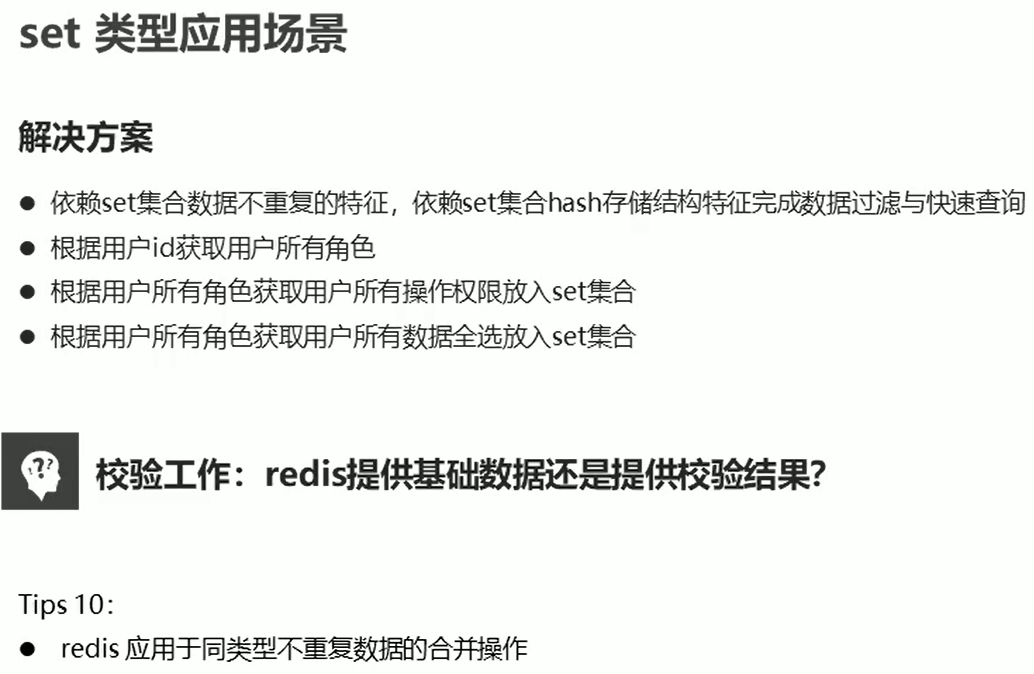 set 类型应用场景
解决方案
● 依赖set集合数据不重复的特征，依赖set集合hash存储结构特征完成数据过滤与快速查询
● 根据用户id获取用户所有角色
● 根据用户所有角色获取用户所有操作权限放入set集合
● 根据用户所有角色获取用户所有数据全选放入set集合
??
校验工作：redis提供基础数据还是提供校验结果?
Tips 10：
● redis 应用于同类型不重复数据的合并操作